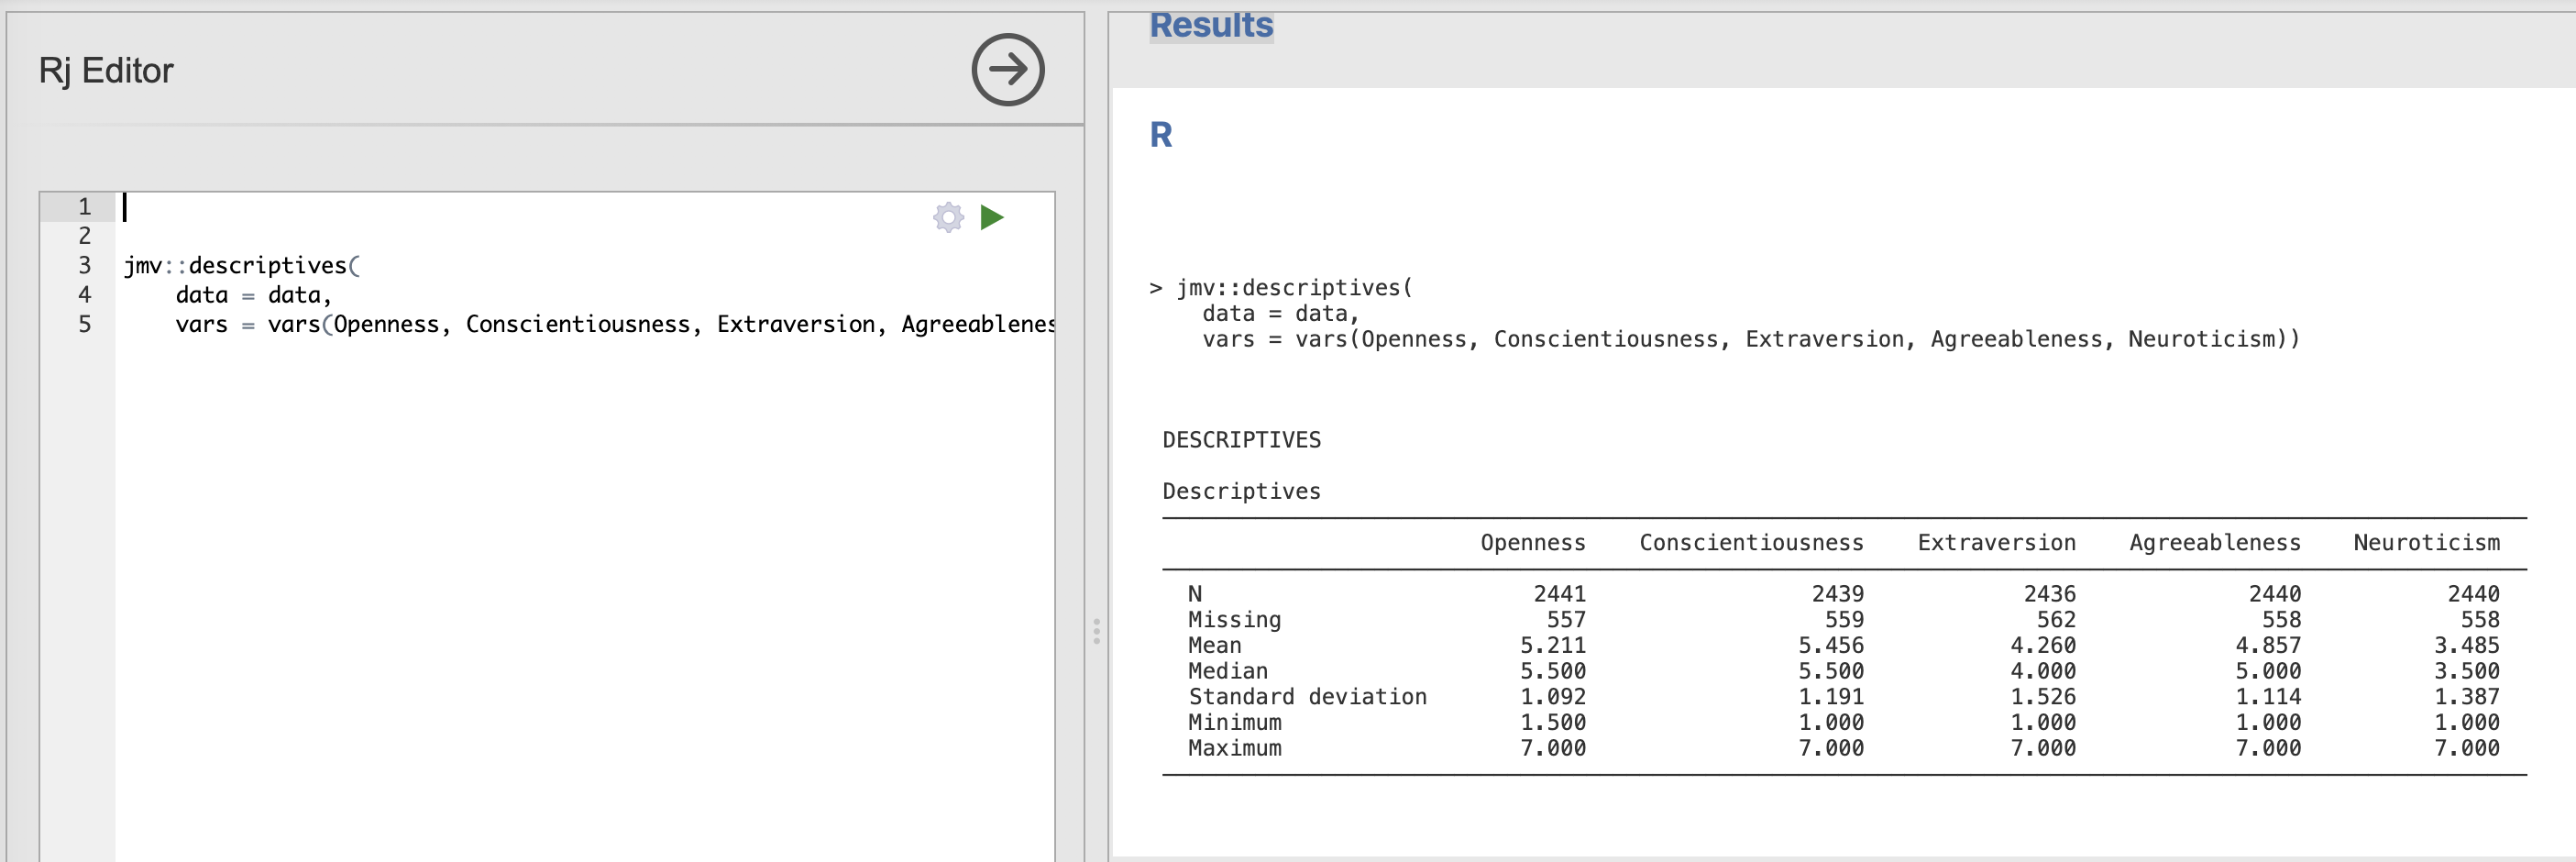 Rj Editor
1
2
3 jmv::descriptives(
4 data = data,
5 vars = vars(Openness, Conscientiousness, Extraversion, Agreeablenes
Results
R
> jmv::descriptives(
data = data,
vars = vars(Openness, Conscientiousness, Extraversion, Agreeableness, Neuroticism))
DESCRIPTIVES
Descriptives
Openness Conscientiousness Extraversion Agreeableness Neuroticism
N 2441 2439 2436 2440 2440
Missing 557 559 562 558 558
Mean 5.211 5.456 4.260 4.857 3.485
Median 5.500 5.500 4.000 5.000 3.500
Standard deviation 1.092 1.191 1.526 1.114 1.387
Minimum 1.500 1.000 1.000 1.000 1.000
Maximum 7.000 7.000 7.000 7.000 7.000